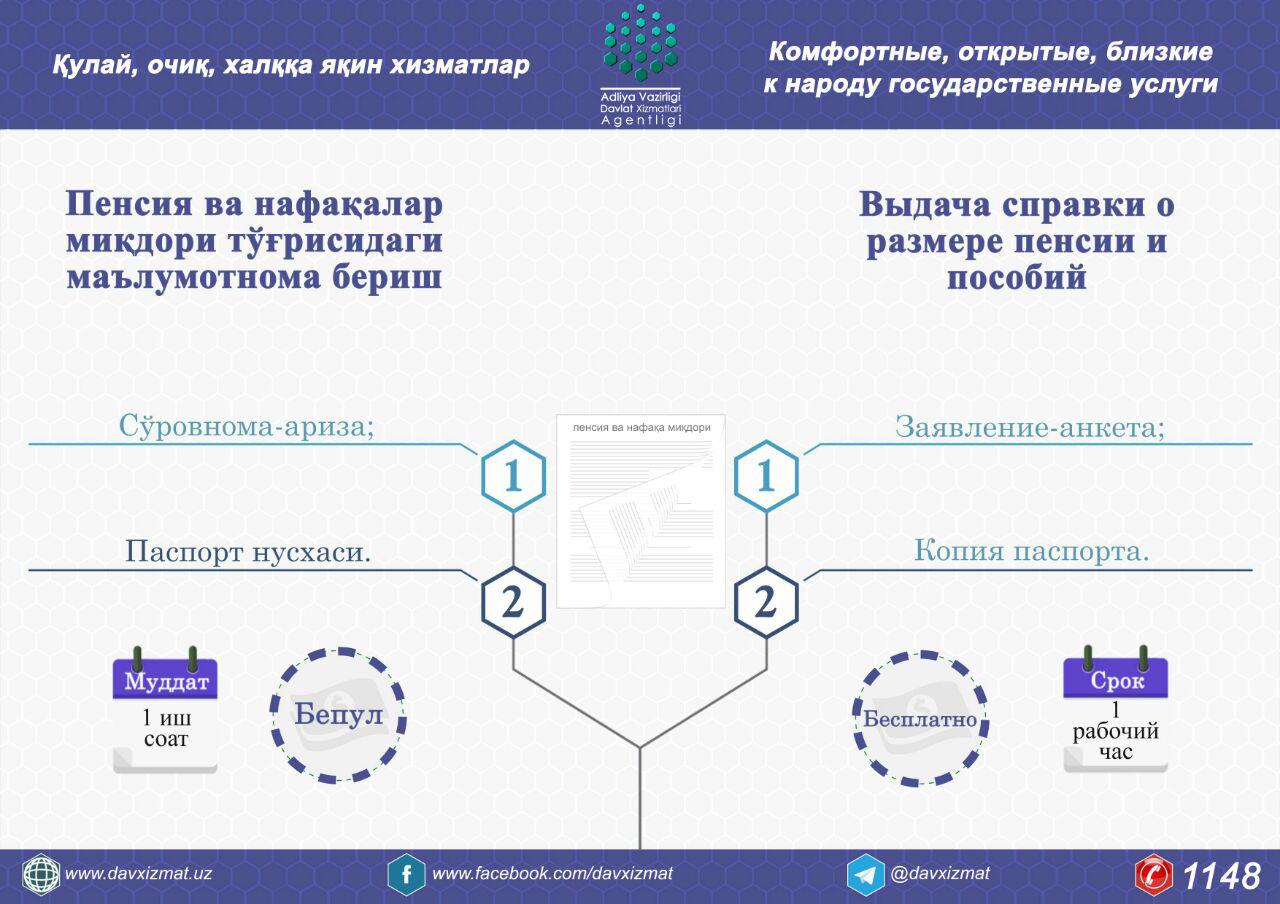 Қулай, очиқ, халққа яқин хизматлар
Adliya Vazirligi
Davlat Xizmatlari
Agentligi
Комфортные, открытые, близкие
к народу государственные услуги
Пенсия ва нафақалар
миқдори тўғрисидаги
маълумотнома бериш
Выдача справки о
размере пенсии и
пособий
Сўровнома-ариза;
1
Паспорт нусхаси.
2
пенсия ва нафақа миқдори
Заявление-анкета;
1
Копия паспорта.
2
Муддат
1 иш
соат
Бепул
Бесплатно
Срок
1
рабочий
час
www.davxizmat.uz
www.facebook.com/davxizmat
@davxizmat
1148